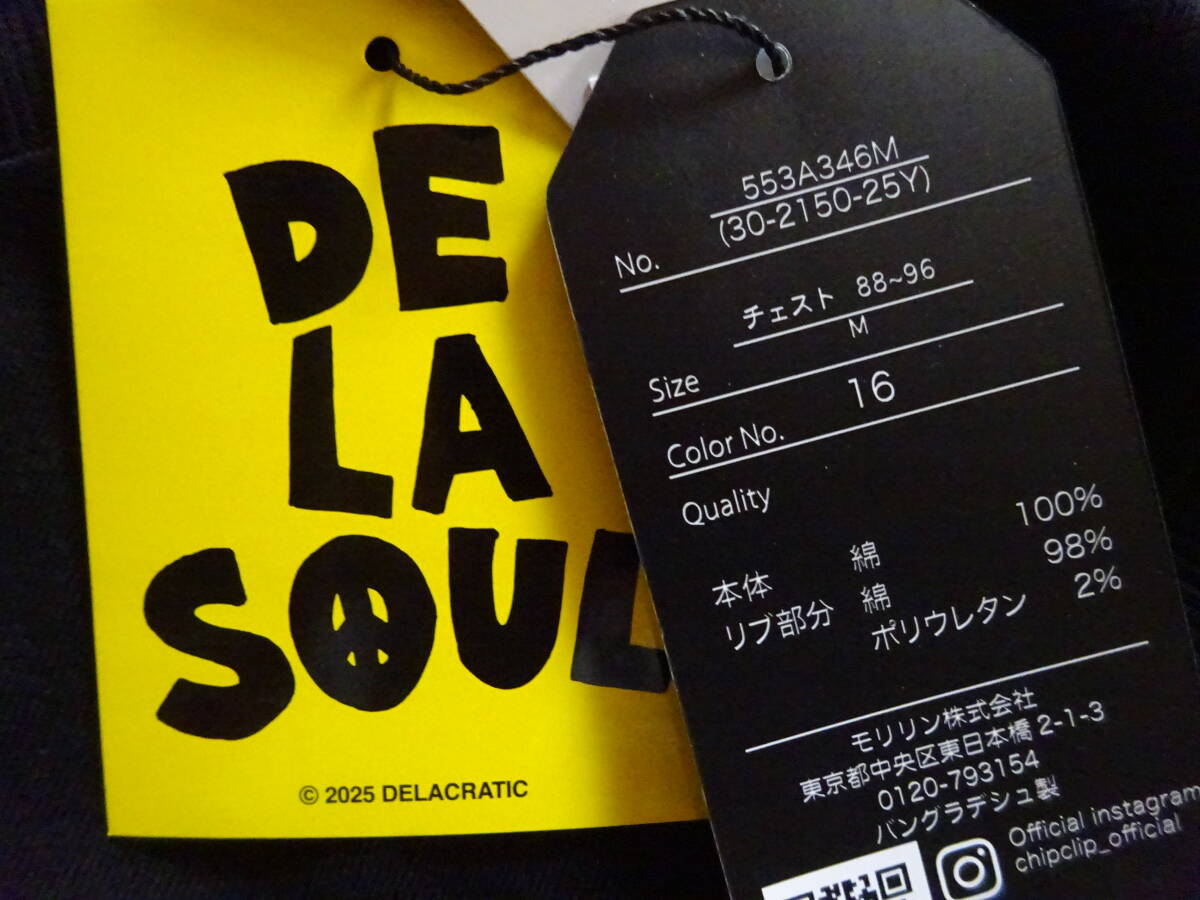 DE
LA
SOUL
© 2025 DELACRATIC
553A346M
(30-2150-25Y)
No.
チェスト 88~96
M
Size
16
Color No.
Quality
本体 綿 100%
リブ部分 綿 98%
ポリウレタン 2%
モリリン株式会社
東京都中央区東日本橋2-1-3
0120-793154
バングラデシュ製
Official instagram
chipclip_official